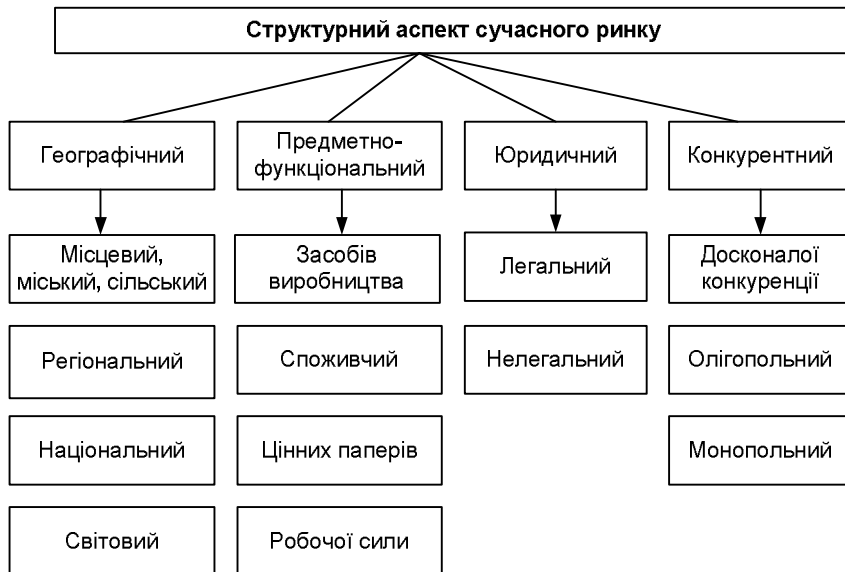 Структурний аспект сучасного ринку
Географічний
Предметно-
функціональний
Юридичний
Конкурентний
Місцевий,
міський, сільський
Засобів
виробництва
Легальний
Досконалої
конкуренції
Регіональний
Споживчий
Нелегальний
Олігопольний
Національний
Цінних паперів
Монопольний
Світовий
Робочої сили